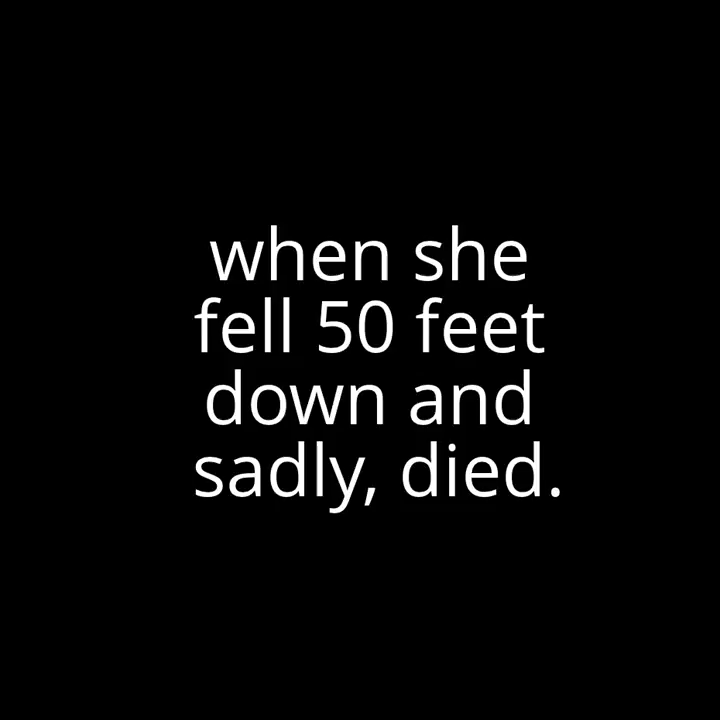 when she
fell 50 feet
down and
sadly, died.